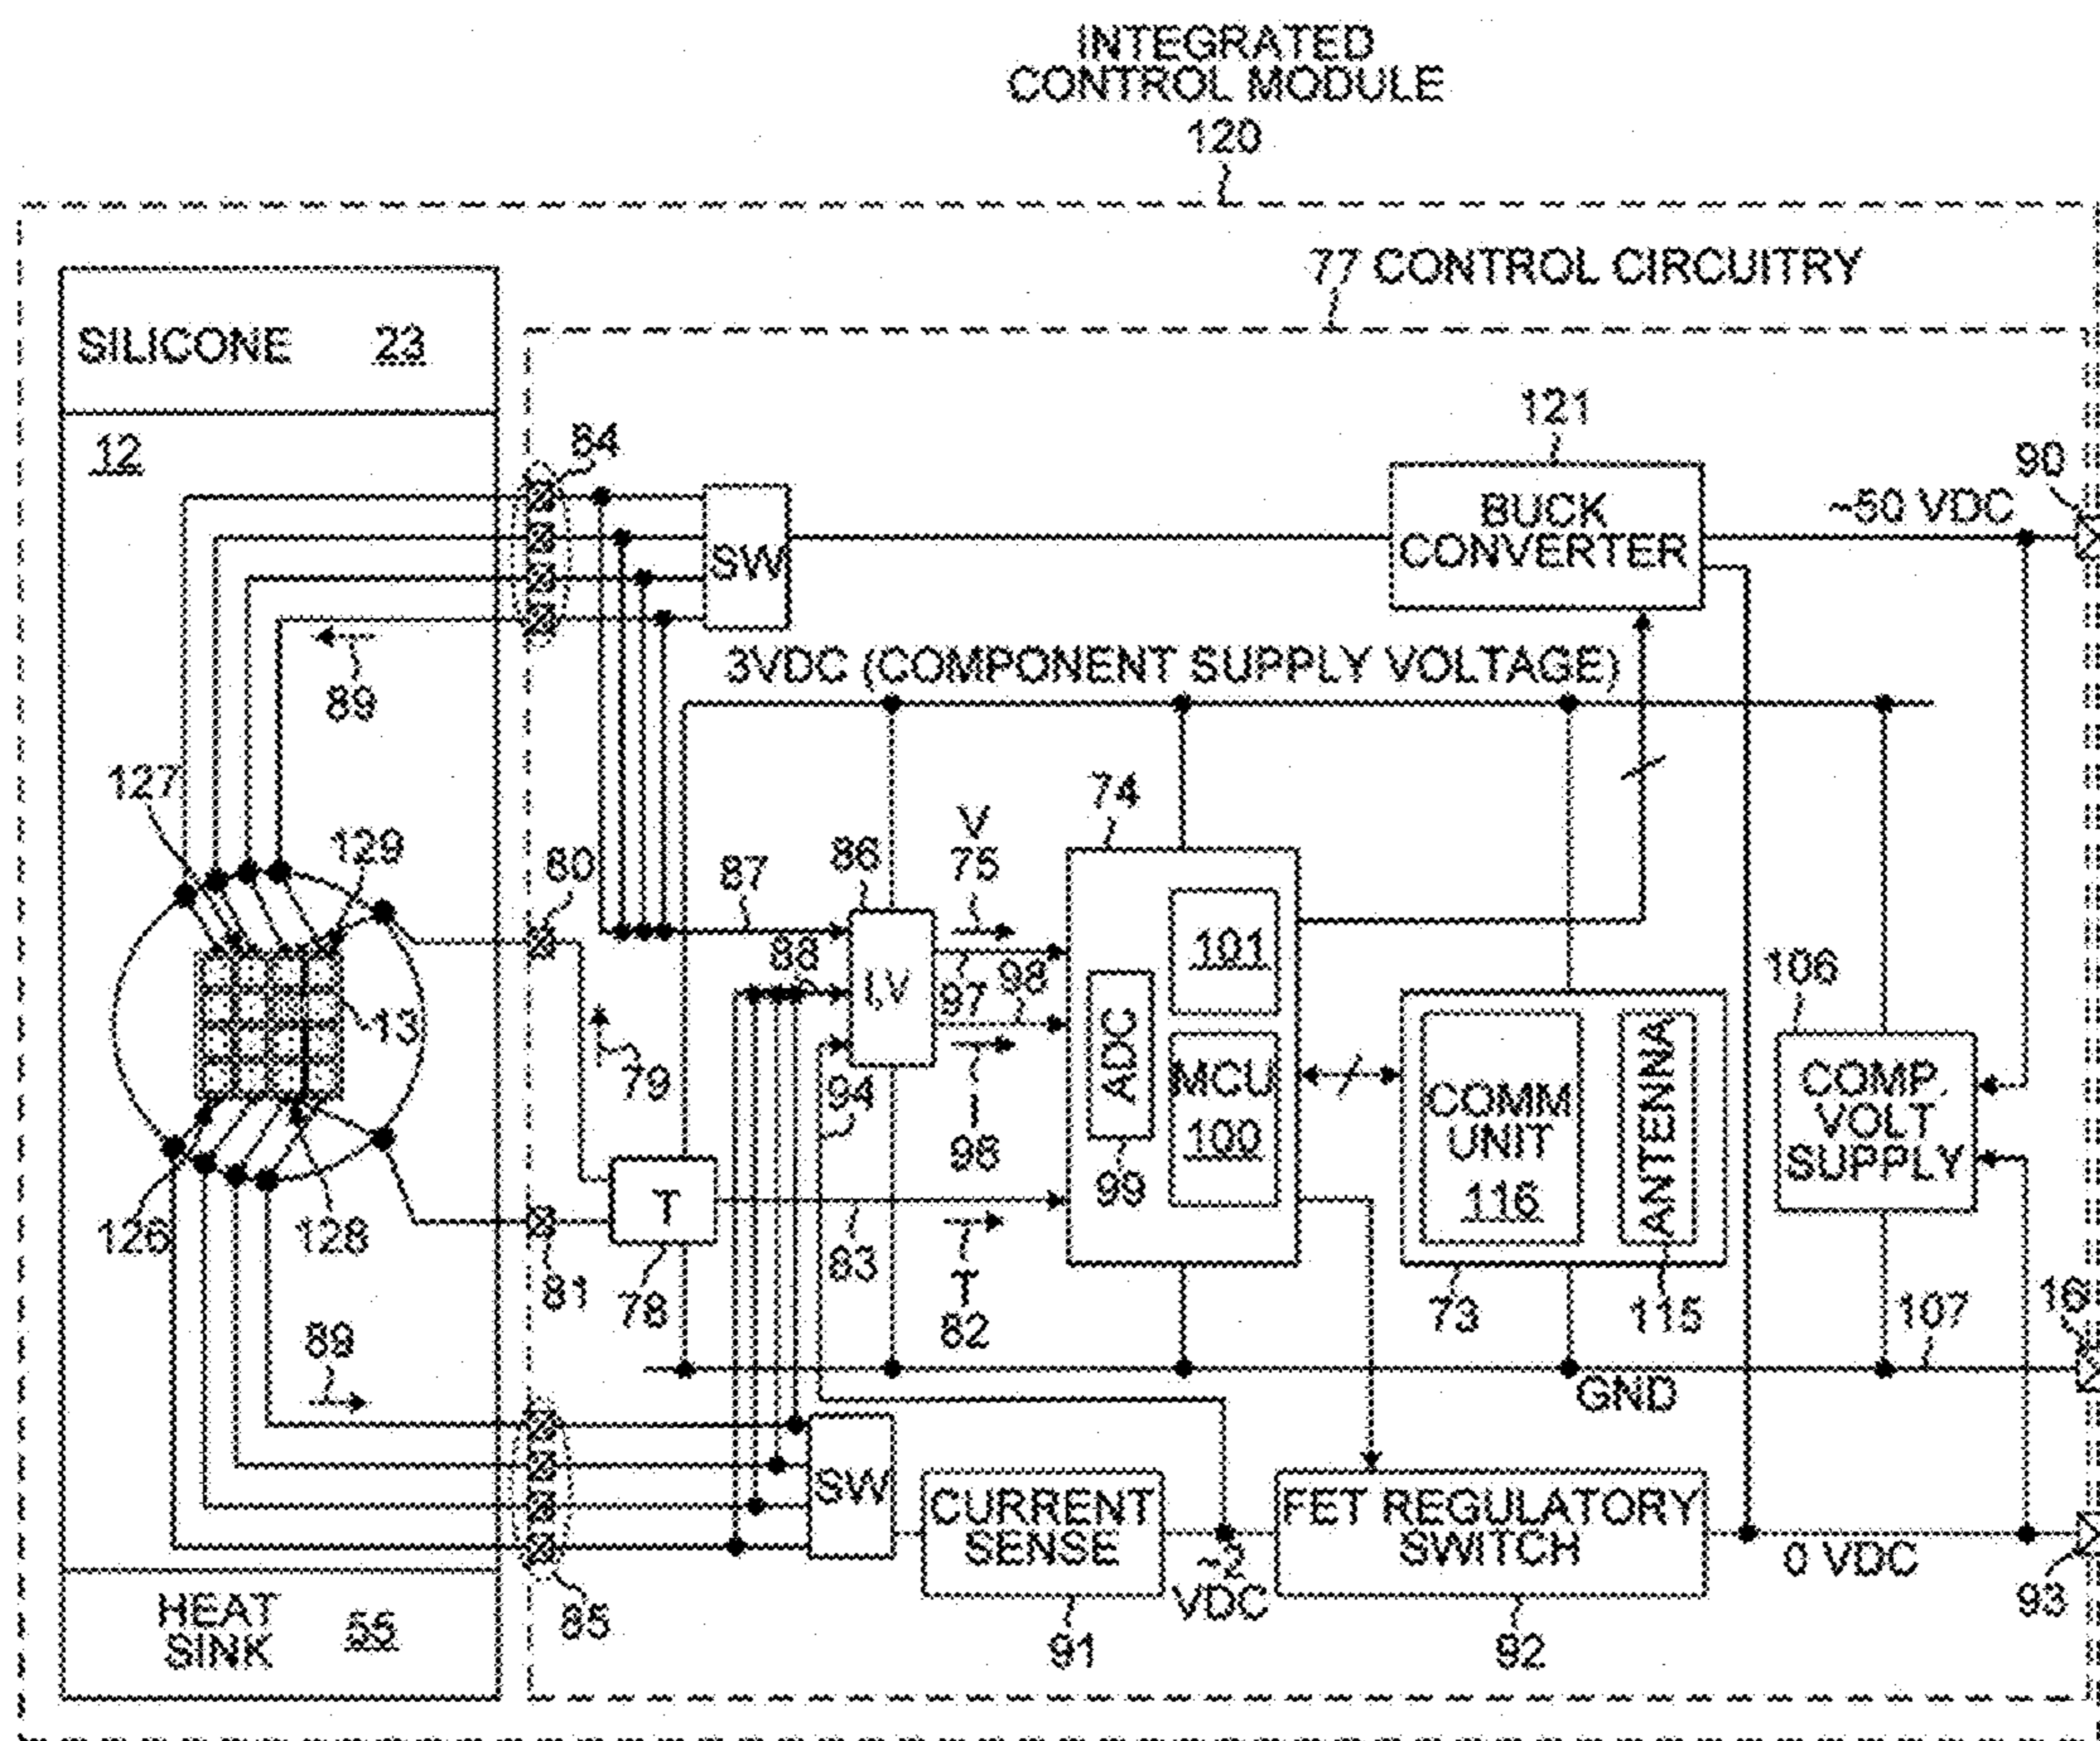 INTEGRATED
CONTROL MODULE
120
77 CONTROL CIRCUITRY
SILICONE 23
12
84
121
90
BUCK
CONVERTER
~50 VDC
SW
89
3VDC (COMPONENT SUPPLY VOLTAGE)
127
129
80
87
86
V
75
74
101
88
I,V
97
98
106
13
79
94
98
ADC
MCU
100
99
COMM
UNIT
116
ANTENNA
COMP.
VOLT
SUPPLY
T
126
128
81
78
83
T
82
73
115
107
16
89
GND
SW
CURRENT
SENSE
~2
VDC
FET REGULATORY
SWITCH
0 VDC
HEAT
SINK 55
85
91
92
93